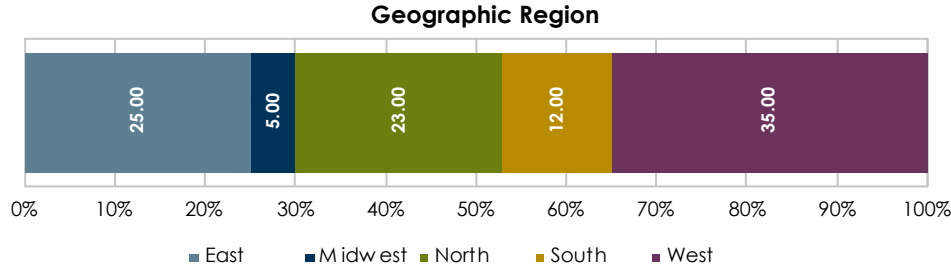 Geographic Region
25.00 5.00 23.00 12.00 35.00
0% 10% 20% 30% 40% 50% 60% 70% 80% 90% 100%
East Midwest North South West